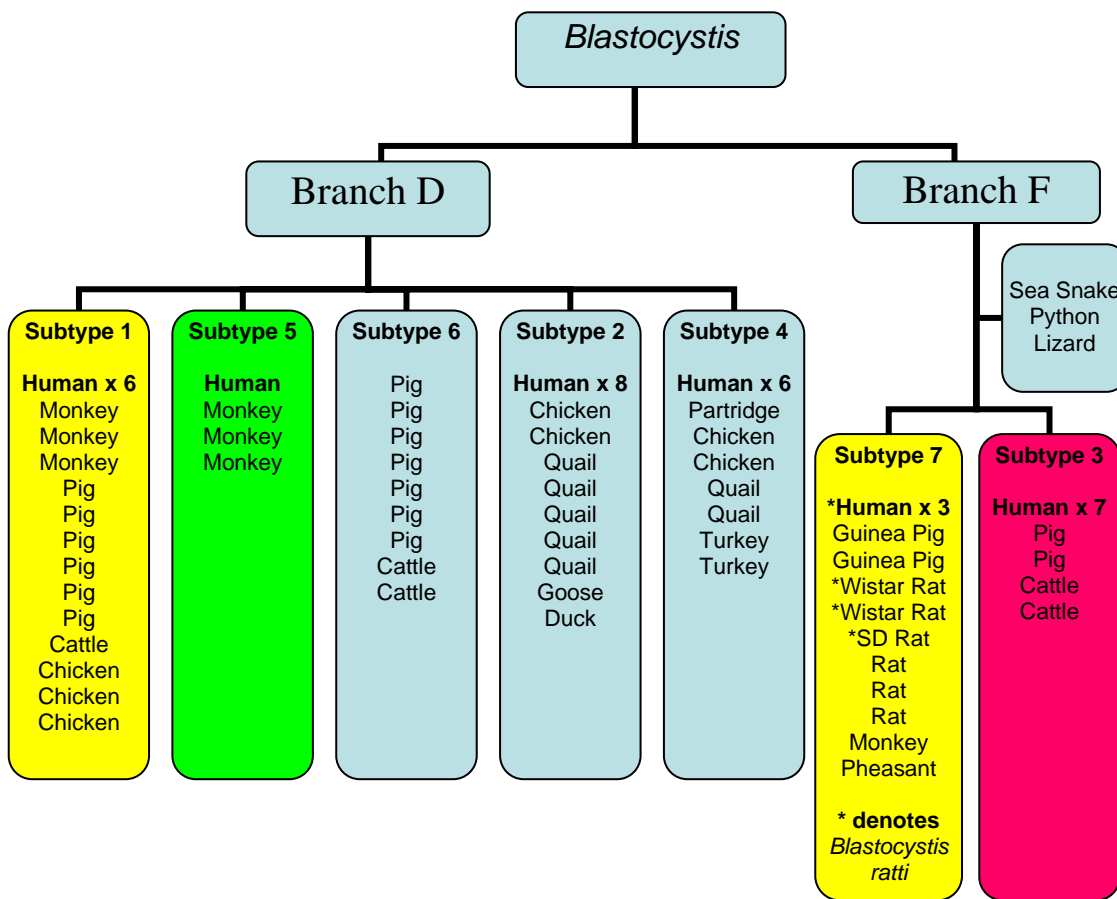 Blastocystis
Branch D
Branch F
Sea Snake
Python
Lizard
Subtype 1
Human x 6
Monkey
Monkey
Monkey
Pig
Pig
Pig
Pig
Pig
Pig
Cattle
Chicken
Chicken
Chicken
Subtype 5
Human
Monkey
Monkey
Monkey
Subtype 6
Pig
Pig
Pig
Pig
Pig
Pig
Pig
Cattle
Cattle
Subtype 2
Human x 8
Chicken
Chicken
Quail
Quail
Quail
Quail
Quail
Goose
Duck
Subtype 4
Human x 6
Partridge
Chicken
Chicken
Quail
Quail
Turkey
Turkey
Subtype 7
*Human x 3
Guinea Pig
Guinea Pig
*Wistar Rat
*Wistar Rat
*SD Rat
Rat
Rat
Rat
Monkey
Pheasant
* denotes
Blastocystis
ratti
Subtype 3
Human x 7
Pig
Pig
Cattle
Cattle